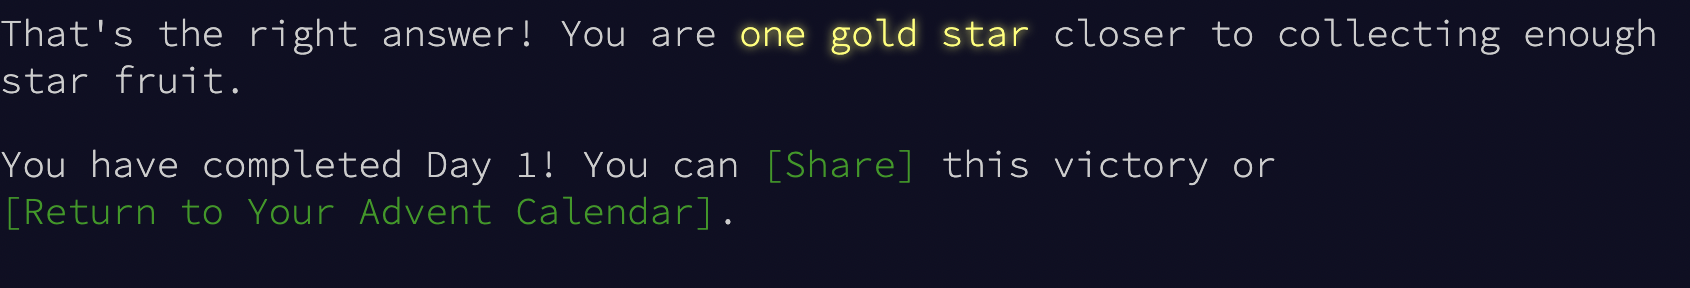 That's the right answer! You are one gold star closer to collecting enough
star fruit.
You have completed Day 1! You can [Share] this victory or
[Return to Your Advent Calendar].